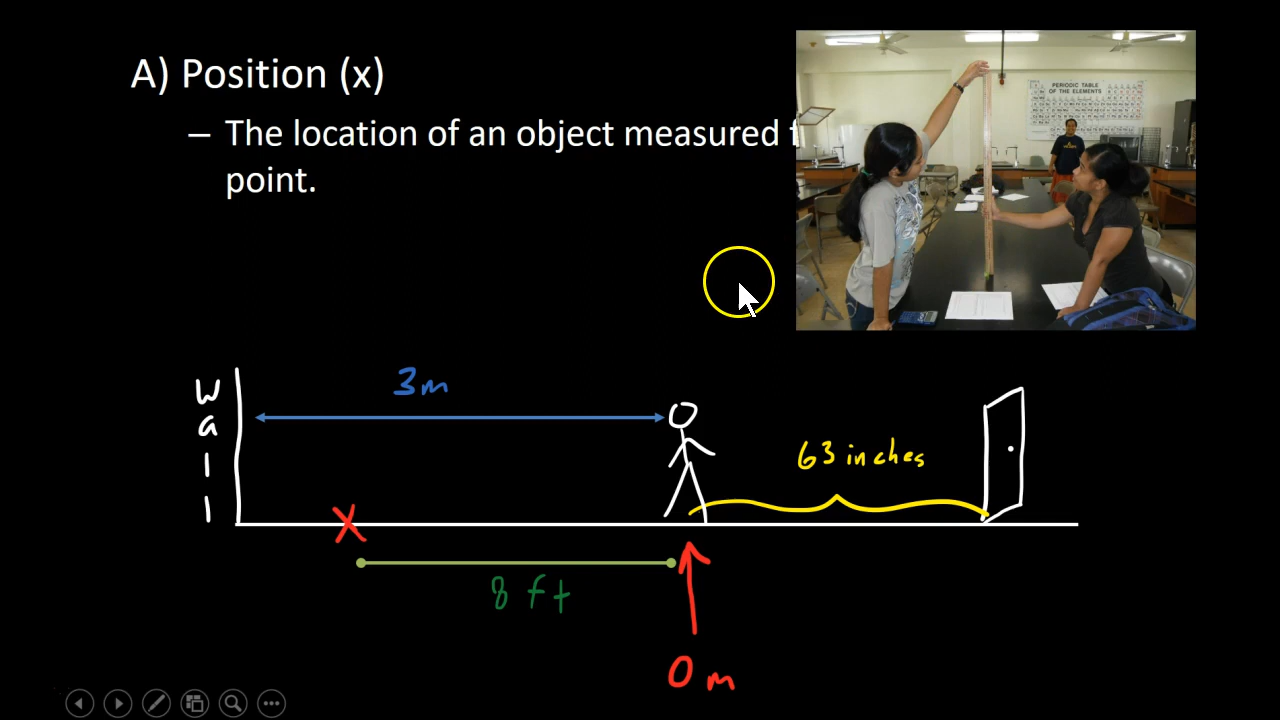 A) Position (x)
– The location of an object measured f
point.
PERIODIC TABLE
OF THE ELEMENTS
Wall
3m
63 inches
X
8 ft
0 m